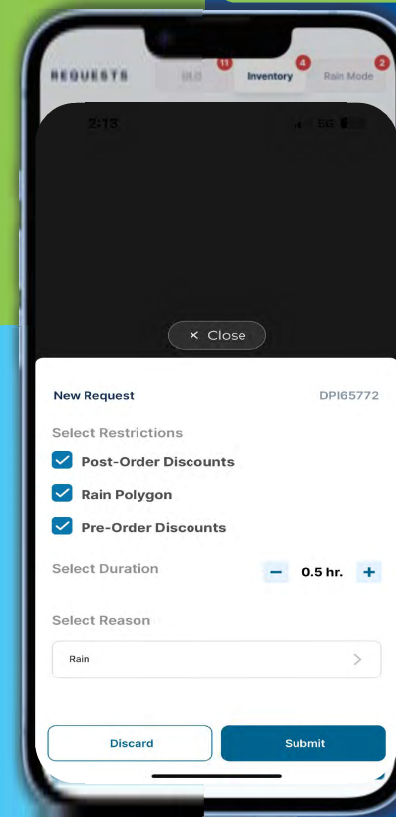 REQUESTS
11
Inventory
4
Rain Mode
2
2:13
5G
× Close
New Request
DPI65772
Select Restrictions
Post-Order Discounts
Rain Polygon
Pre-Order Discounts
Select Duration
− 0.5 hr. +
Select Reason
Rain
Discard
Submit